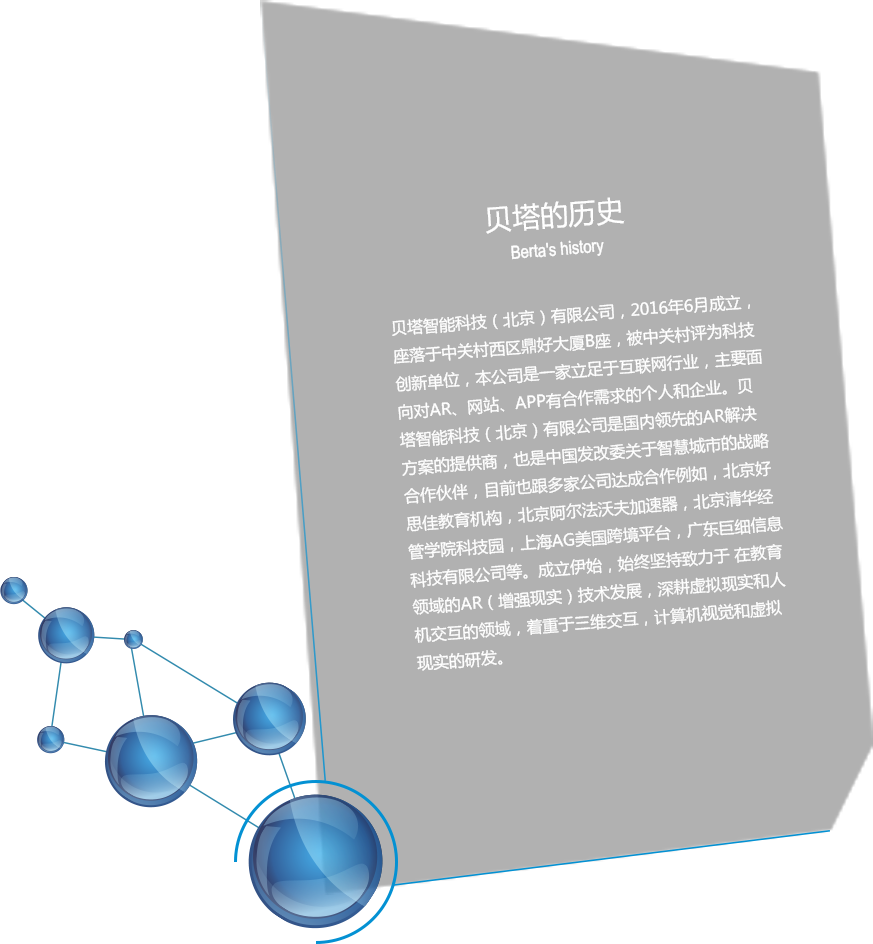 贝塔的历史
Berta's history
贝塔智能科技（北京）有限公司，2016年6月成立，
座落于中关村西区鼎好大厦B座，被中关村评为科技
创新单位，本公司是一家立足于互联网行业，主要面
向对AR、网站、APP有合作需求的个人和企业。贝
塔智能科技（北京）有限公司是国内领先的AR解决
方案的提供商，也是中国发改委关于智慧城市的战略
合作伙伴，目前也跟多家公司达成合作例如，北京好
思佳教育机构，北京阿尔法沃夫加速器，北京清华经
管学院科技园，上海AG美国跨境平台，广东巨细信息
科技有限公司等。成立伊始，始终坚持致力于 在教育
领域的AR（增强现实）技术发展，深耕虚拟现实和人
机交互的领域，着重于三维交互，计算机视觉和虚拟
现实的研发。